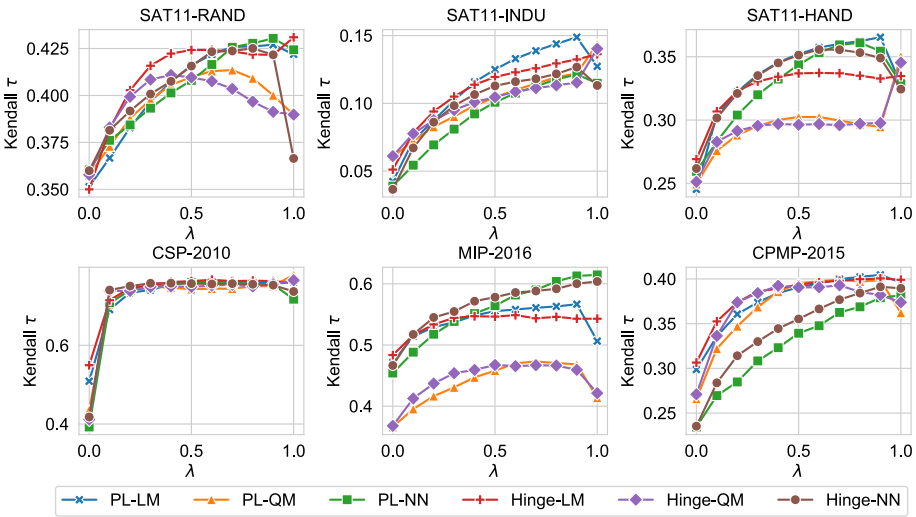 SAT11-RAND SAT11-INDU SAT11-HAND
Kendall τ
0.425
0.400
0.375
0.350
0.0 0.5 1.0
λ
Kendall τ
0.15
0.10
0.05
0.0 0.5 1.0
λ
Kendall τ
0.35
0.30
0.25
0.0 0.5 1.0
λ
CSP-2010 MIP-2016 CPMP-2015
Kendall τ
0.6
0.4
0.0 0.5 1.0
λ
Kendall τ
0.6
0.5
0.4
0.0 0.5 1.0
λ
Kendall τ
0.40
0.35
0.30
0.25
0.0 0.5 1.0
λ
PL-LM PL-QM PL-NN Hinge-LM Hinge-QM Hinge-NN